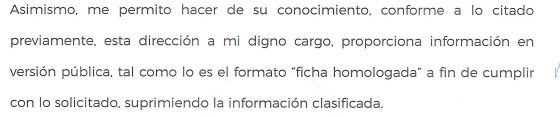 Asimismo, me permito hacer de su conocimiento, conforme a lo citado
previamente, esta dirección a mi digno cargo, proporciona información en
versión pública, tal como lo es el formato “ficha homologada” a fin de cumplir
con lo solicitado, suprimiendo la información clasificada.